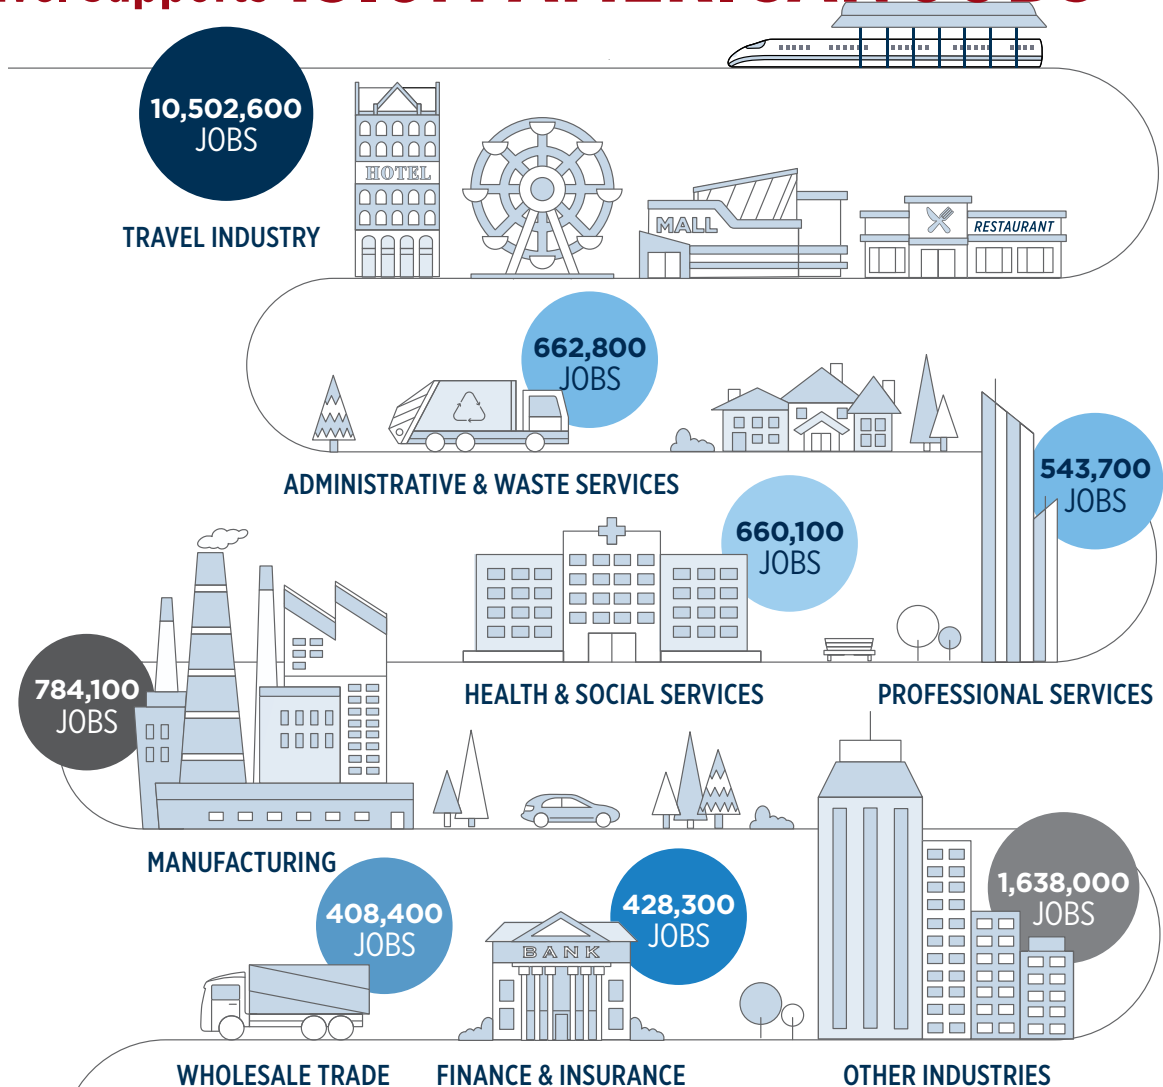 supports
10,502,600
JOBS
HOTEL
MALL
RESTAURANT
TRAVEL INDUSTRY
662,800
JOBS
ADMINISTRATIVE & WASTE SERVICES
543,700
JOBS
660,100
JOBS
HEALTH & SOCIAL SERVICES
PROFESSIONAL SERVICES
784,100
JOBS
MANUFACTURING
408,400
JOBS
BANK
428,300
JOBS
1,638,000
JOBS
WHOLESALE TRADE
FINANCE & INSURANCE
OTHER INDUSTRIES